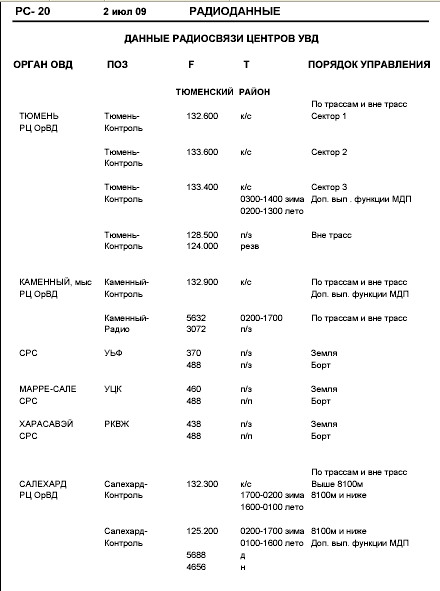 РС- 20 2 июл 09 РАДИОДАННЫЕ
ДАННЫЕ РАДИОСВЯЗИ ЦЕНТРОВ УВД
ОРГАН ОВД ПОЗ F T ПОРЯДОК УПРАВЛЕНИЯ
ТЮМЕНСКИЙ РАЙОН
По трассам и вне трасс
ТЮМЕНЬ Тюмень- 132.600 к/с Сектор 1
РЦ ОрВД Контроль
Тюмень- 133.600 к/с Сектор 2
Контроль
Тюмень- 133.400 к/с Сектор 3
Контроль 0300-1400 зима Доп. вып . функции МДП
0200-1300 лето
Тюмень- 128.500 п/з Вне трасс
Контроль 124.000 резв
КАМЕННЫЙ, мыс Каменный- 132.900 к/с По трассам и вне трасс
РЦ ОрВД Контроль Доп. вып. функции МДП
Каменный- 5632 0200-1700 По трассам и вне трасс
Радио 3072 п/з
СРС УЬФ 370 п/з Земля
488 п/з Борт
МАРРЕ-САЛЕ УЦК 460 п/з Земля
СРС 488 п/п Борт
ХАРАСАВЭЙ РКВЖ 438 п/з Земля
СРС 488 п/п Борт
По трассам и вне трасс
САЛЕХАРД Салехард- 132.300 к/с Выше 8100м
РЦ ОрВД Контроль 1700-0200 зима 8100м и ниже
1600-0100 лето
Салехард- 125.200 0200-1700 зима 8100м и ниже
Контроль 0100-1600 лето Доп. вып. функции МДП
5688 д
4656 н